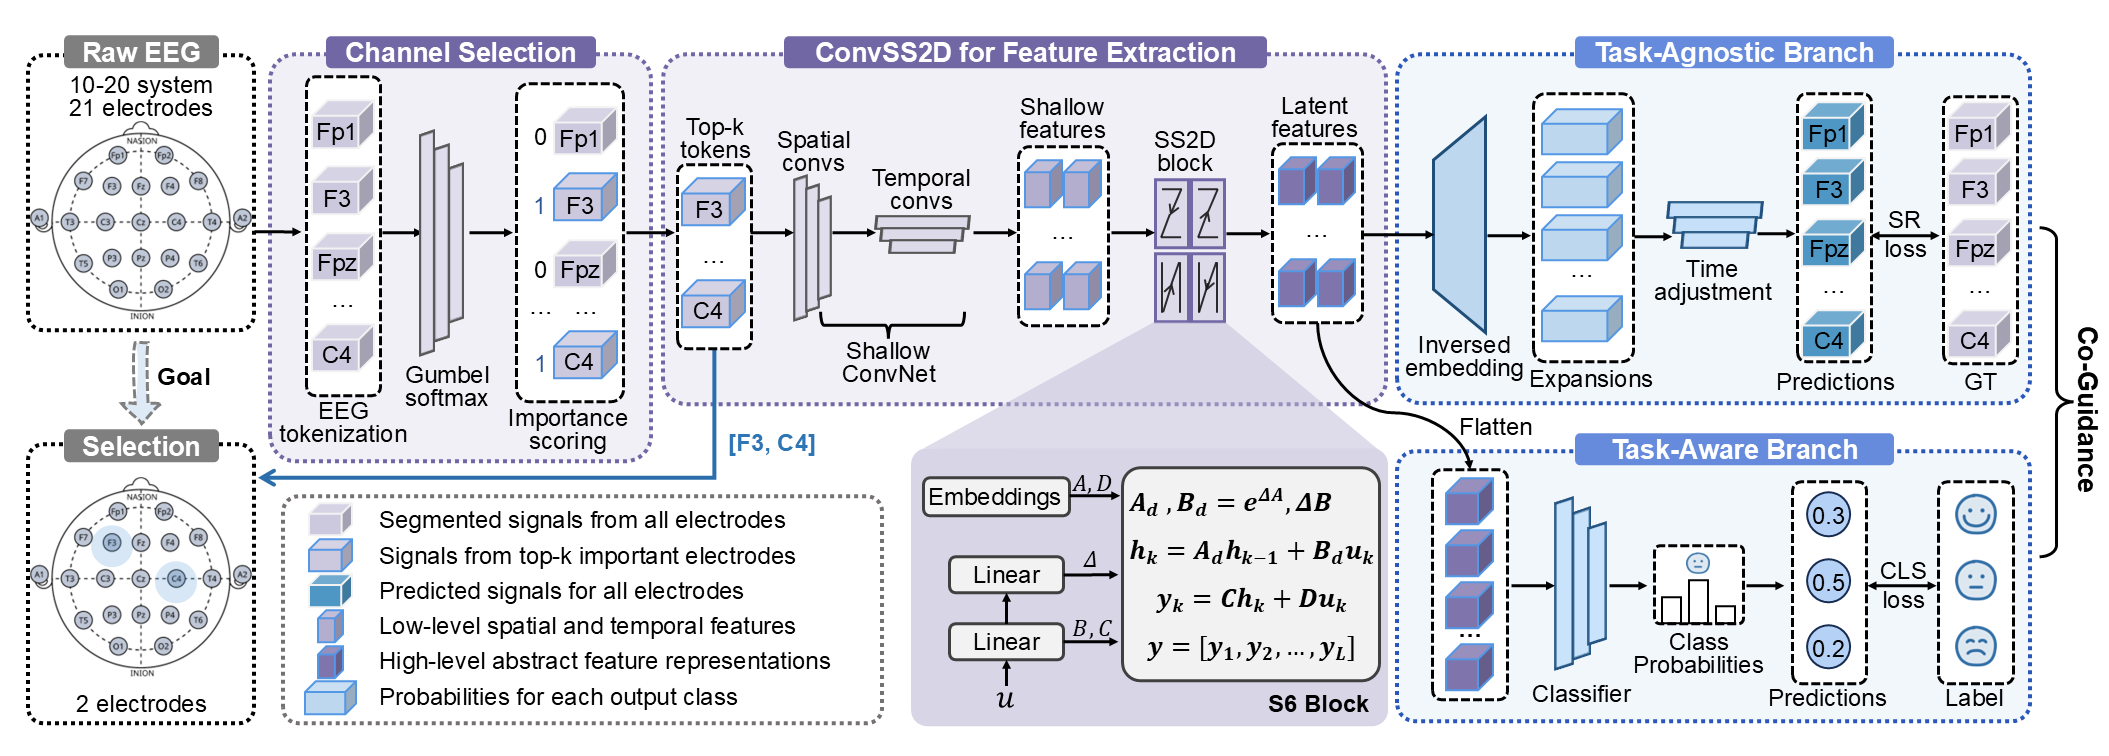 Raw EEG
10-20 system
21 electrodes
NASION
Fp1 Fp2
F7 F3 Fz F4 F8
A1 T3 C3 Cz C4 T4 A2
T5 P3 Pz P4 T6
O1 O2
INION
Goal
Selection
NASION
Fp1 Fp2
F7 F3 Fz F4 F8
A1 T3 C3 Cz C4 T4 A2
T5 P3 Pz P4 T6
O1 O2
INION
2 electrodes
Channel Selection
Fp1
F3
Fpz
...
C4
EEG
tokenization
Gumbel
softmax
0 Fp1
1 F3
0 Fpz
... ...
1 C4
Importance
scoring
ConvSS2D for Feature Extraction
Top-k
tokens
F3
...
C4
[F3, C4]
Spatial
convs
Temporal
convs
Shallow
ConvNet
Shallow
features
...
SS2D
block
Latent
features
...
Flatten
Embeddings
A, D
Linear
Δ
Linear
B, C
u
A_d , B_d = e^{ΔA}, ΔB
h_k = A_d h_{k−1} + B_d u_k
y_k = Ch_k + Du_k
y = [y_1, y_2, ..., y_L]
S6 Block
Task-Agnostic Branch
Inversed
embedding
...
Expansions
Time
adjustment
Fp1
F3
Fpz
...
C4
Predictions
SR
loss
Fp1
F3
Fpz
...
C4
GT
Task-Aware Branch
...
Classifier
Class
Probabilities
0.3
0.5
0.2
Predictions
CLS
loss
Label
Co-Guidance
Segmented signals from all electrodes
Signals from top-k important electrodes
Predicted signals for all electrodes
Low-level spatial and temporal features
High-level abstract feature representations
Probabilities for each output class